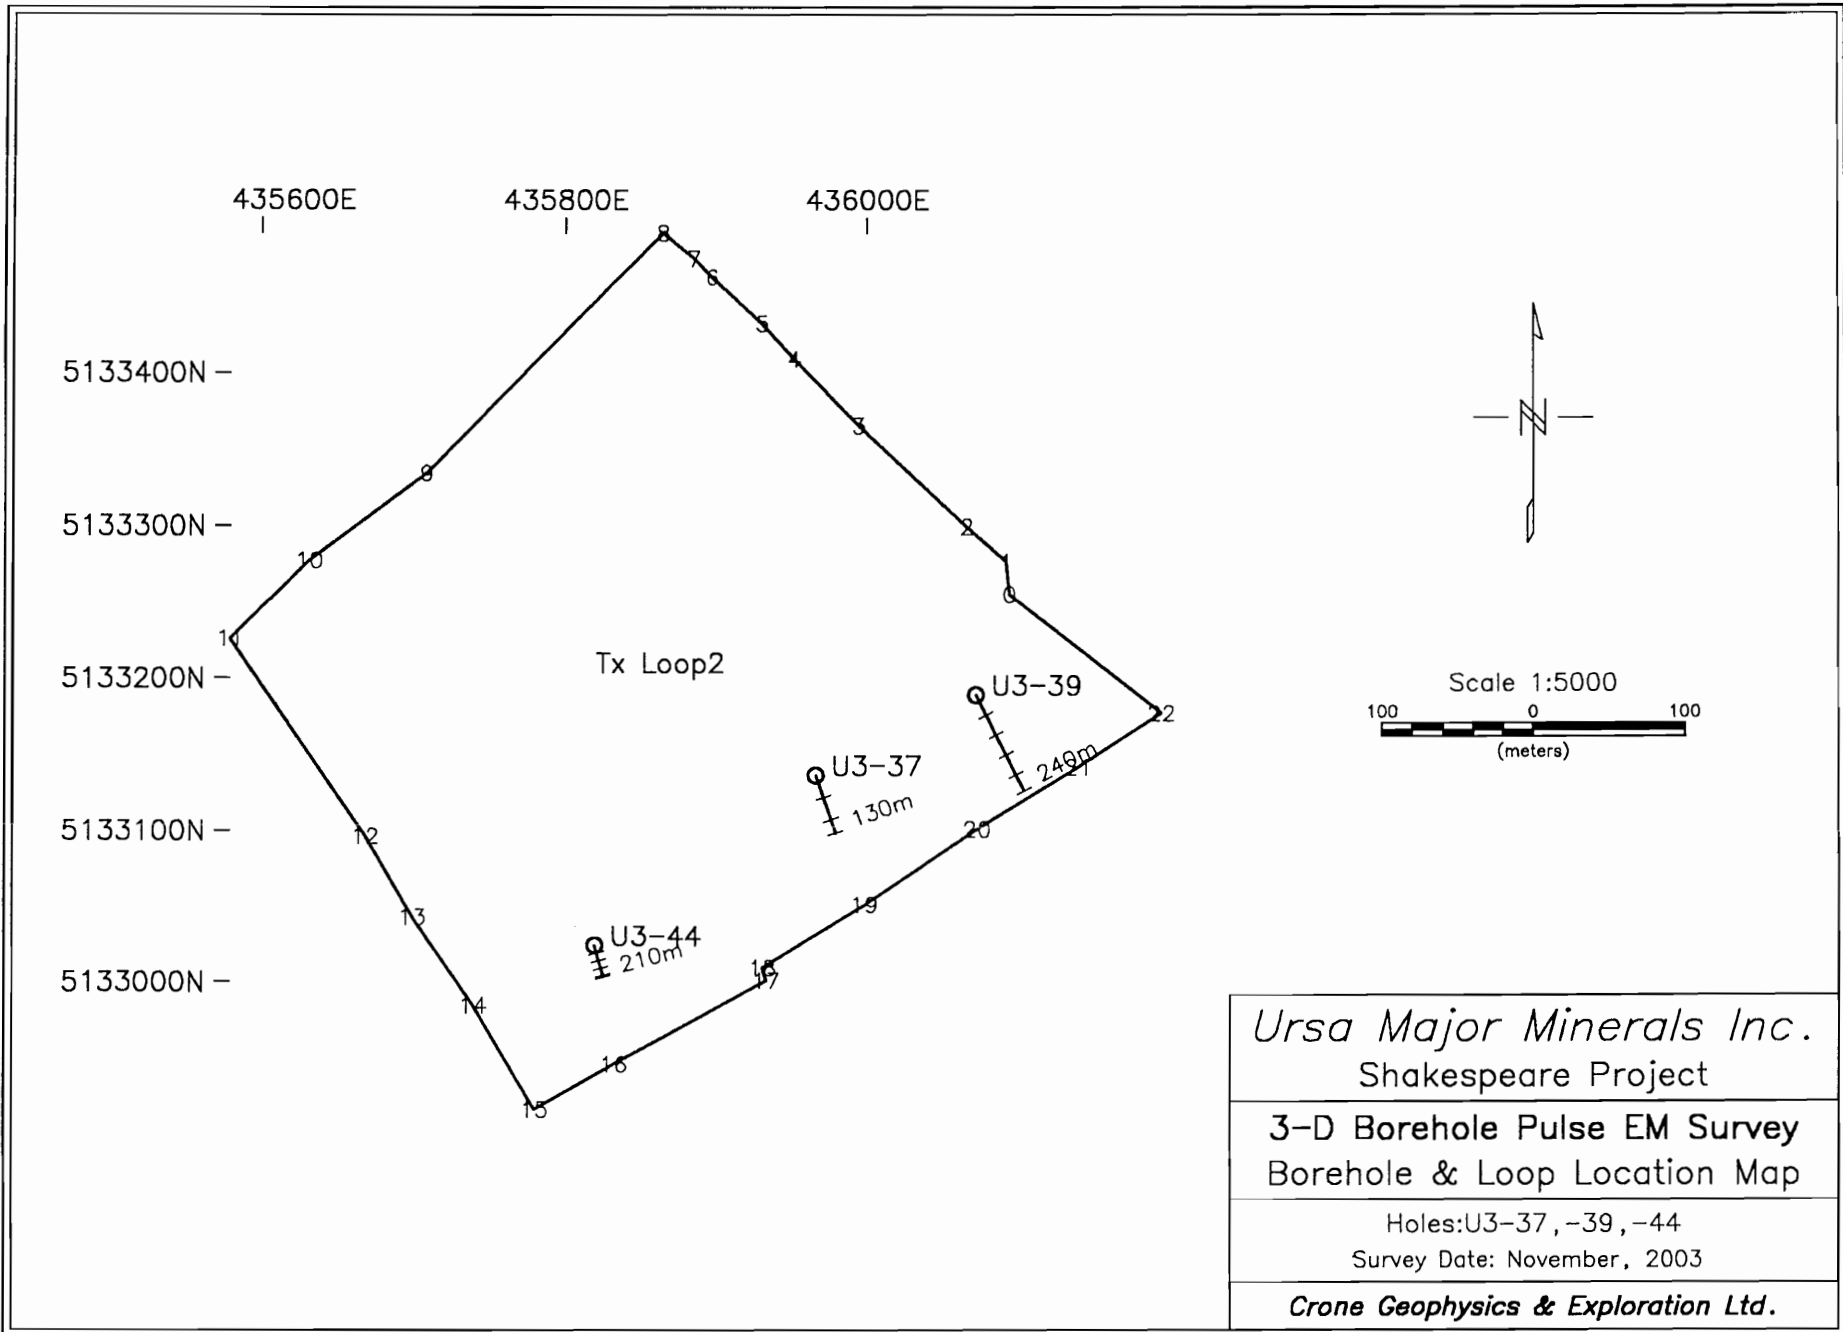 435600E 435800E 436000E
8
7
6
5
5133400N
4
3
9
5133300N
2
10
1
0
11
Tx Loop2
5133200N
U3-39
22
Scale 1:5000
100 0 100
(meters)
N
U3-37
240m
21
130m
5133100N
20
12
19
13
U3-44
210m
18
17
5133000N
14
16
15
Ursa Major Minerals Inc.
Shakespeare Project
3-D Borehole Pulse EM Survey
Borehole & Loop Location Map
Holes:U3-37,-39,-44
Survey Date: November, 2003
Crone Geophysics & Exploration Ltd.